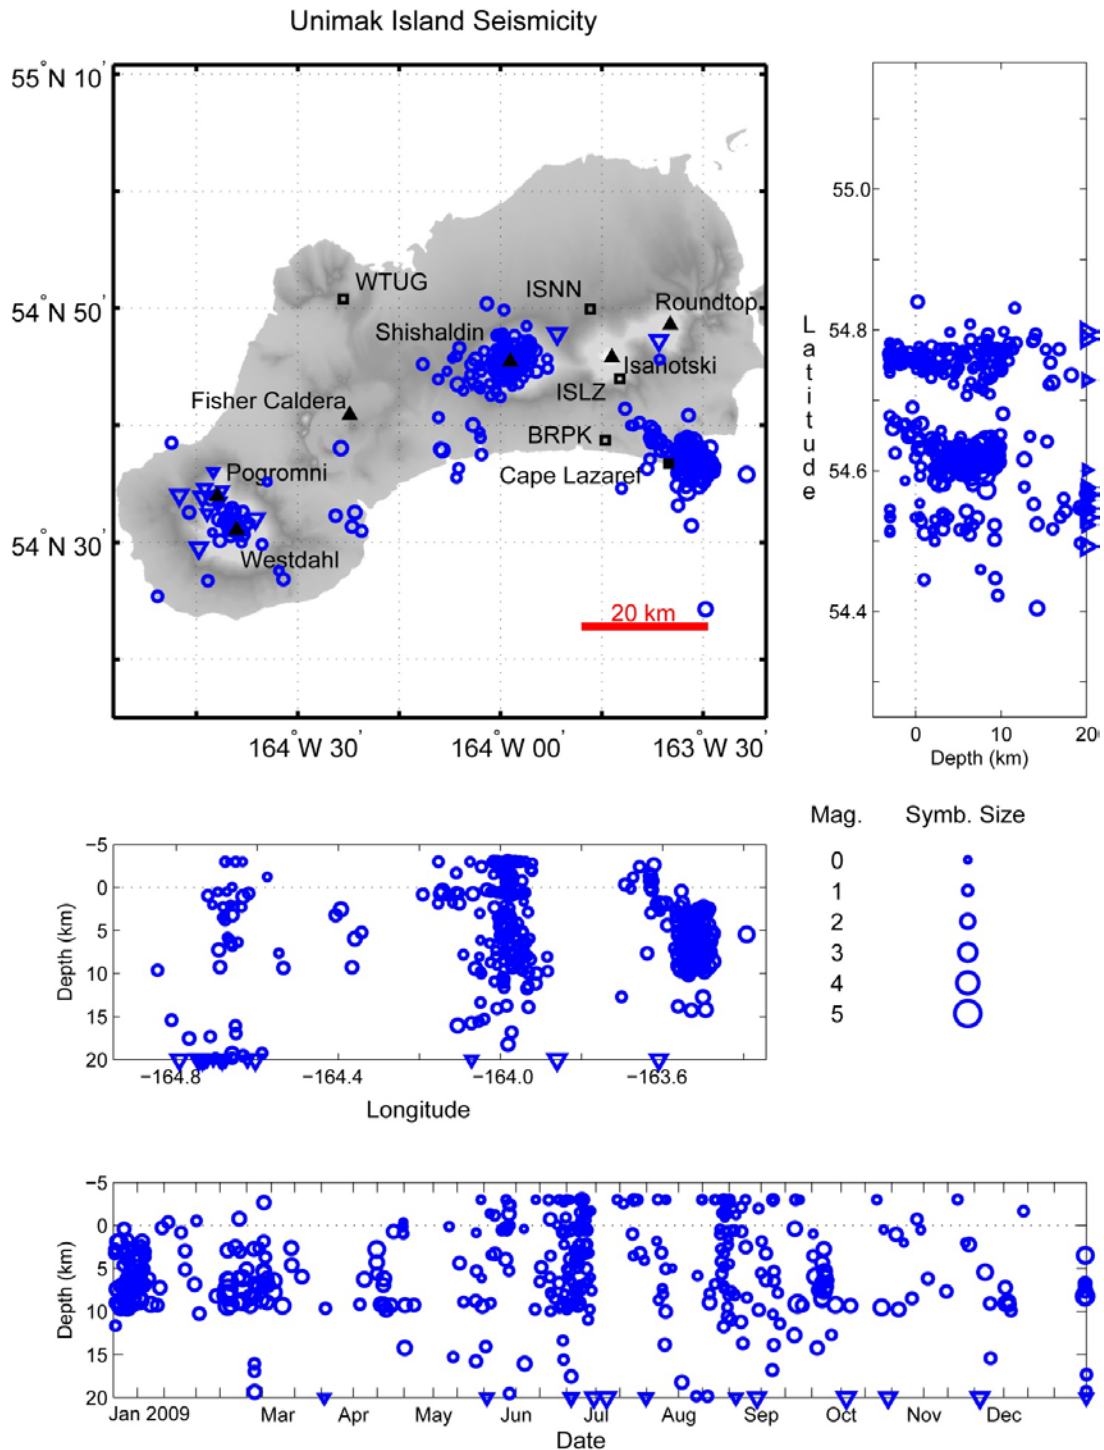 Unimak Island Seismicity
55°N 10'
54°N 50'
54°N 30'
WTUG
ISNN
Roundtop
Shishaldin
Isanotski
ISLZ
Fisher Caldera
BRPK
Cape Lazaref
Pogromni
Westdahl
20 km
164°W 30'
164°W 00'
163°W 30'
55.0
54.8
54.6
54.4
Latitude
0
10
20
Depth (km)
Mag.
Symb. Size
0
1
2
3
4
5
−5
0
5
10
15
20
Depth (km)
−164.8
−164.4
−164.0
−163.6
Longitude
−5
0
5
10
15
20
Depth (km)
Jan 2009
Mar
Apr
May
Jun
Jul
Aug
Sep
Oct
Nov
Dec
Date